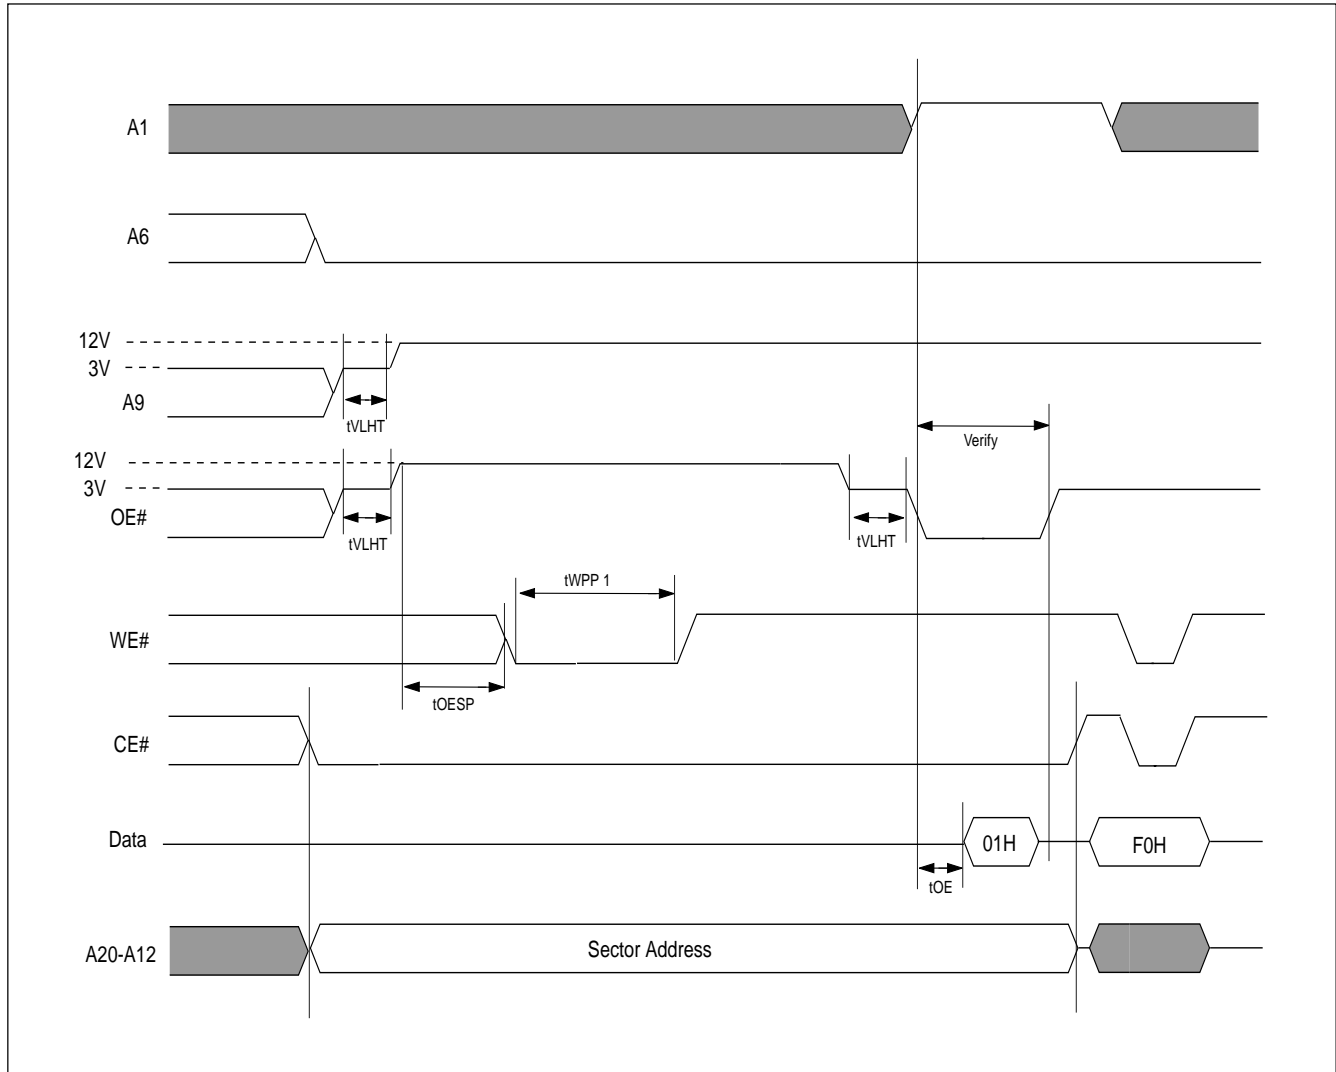 A1
A6
12V
3V
A9
tVLHT
Verify
12V
3V
OE#
tVLHT
tVLHT
tWPP 1
WE#
tOESP
CE#
Data
01H
F0H
tOE
A20-A12
Sector Address